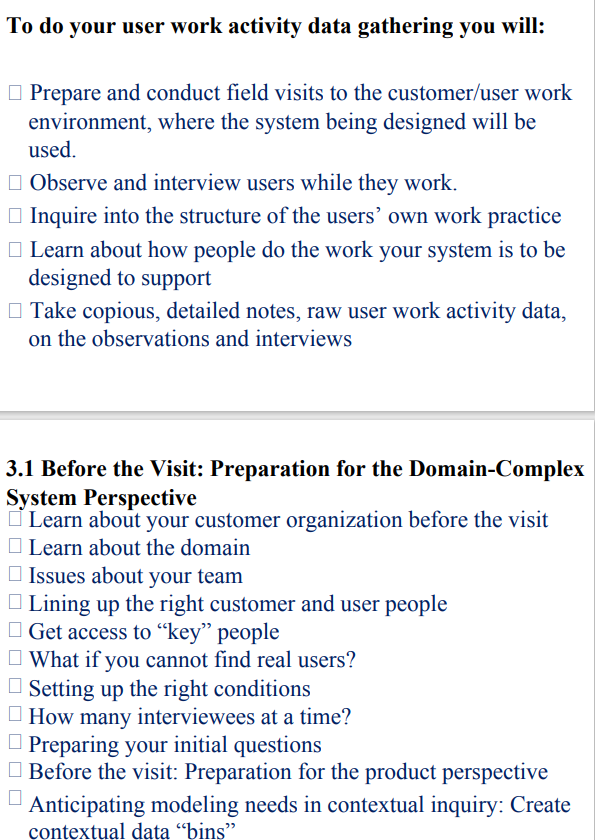 To do your user work activity data gathering you will:
□ Prepare and conduct field visits to the customer/user work
environment, where the system being designed will be
used.
□ Observe and interview users while they work.
□ Inquire into the structure of the users’ own work practice
□ Learn about how people do the work your system is to be
designed to support
□ Take copious, detailed notes, raw user work activity data,
on the observations and interviews
3.1 Before the Visit: Preparation for the Domain-Complex
System Perspective
□ Learn about your customer organization before the visit
□ Learn about the domain
□ Issues about your team
□ Lining up the right customer and user people
□ Get access to “key” people
□ What if you cannot find real users?
□ Setting up the right conditions
□ How many interviewees at a time?
□ Preparing your initial questions
□ Before the visit: Preparation for the product perspective
□ Anticipating modeling needs in contextual inquiry: Create
contextual data “bins”